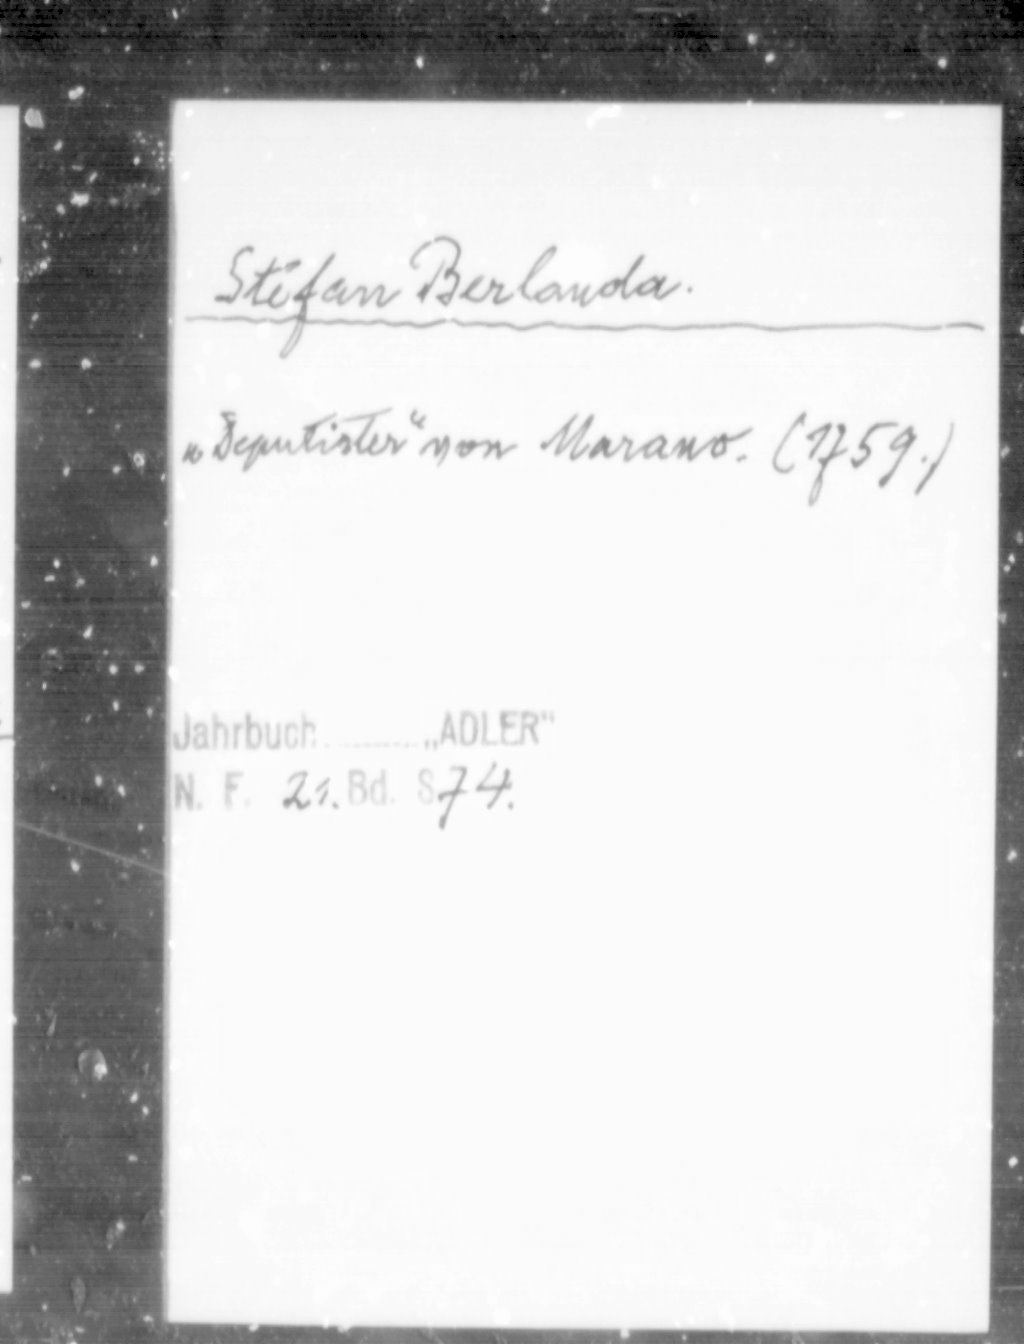 Stefan Berlanda.
„Deputister“ von Marano. (1759.)
Jahrbuch ......... „ADLER“
N. F. 21. Bd. S 74.